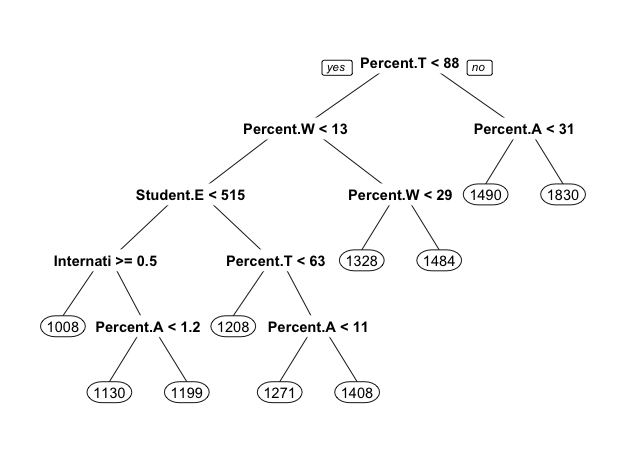 yes Percent.T < 88 no
Percent.W < 13 Percent.A < 31
Student.E < 515 Percent.W < 29 1490 1830
Internati >= 0.5 Percent.T < 63 1328 1484
1008 Percent.A < 1.2 1208 Percent.A < 11
1130 1199 1271 1408